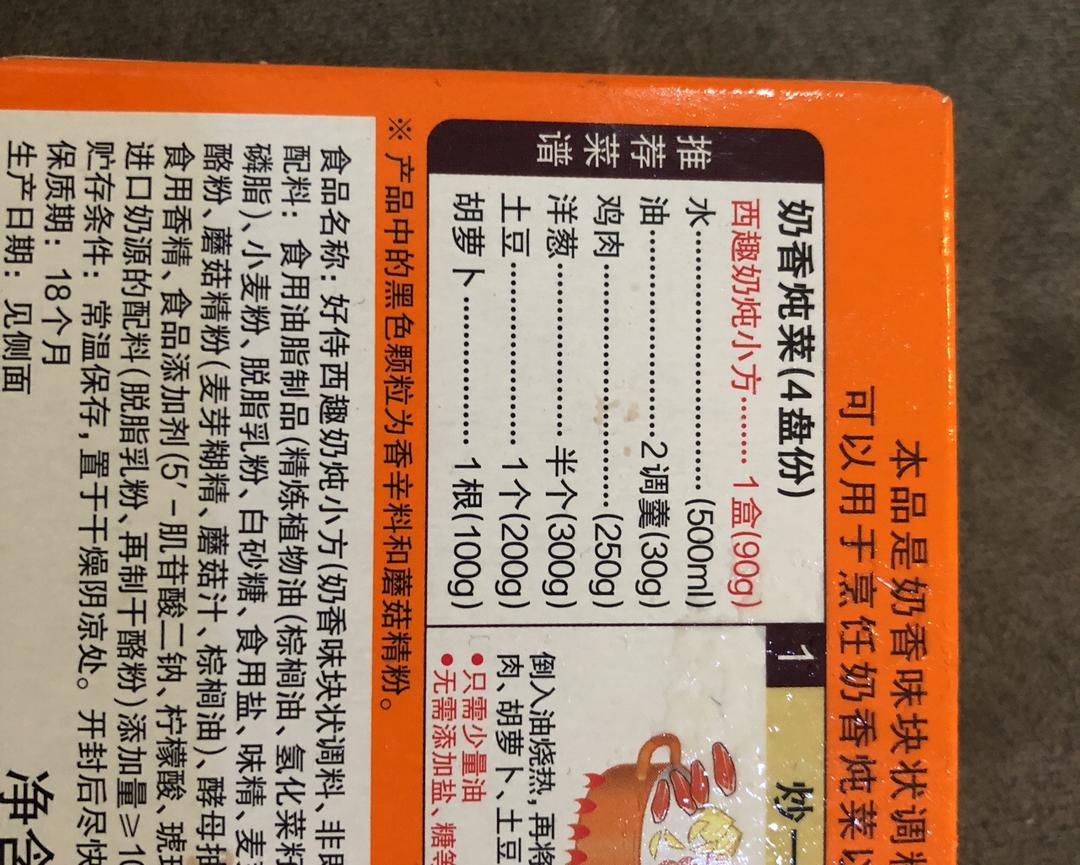 本品是奶香味块状调料
可以用于烹饪奶香炖菜以
推荐菜谱
奶香炖菜(4盘份)
西趣奶炖小方........ 1盒(90g)
水........................(500ml)
油....................2调羹(30g)
鸡肉........................(250g)
洋葱................半个(300g)
土豆..................1个(200g)
胡萝卜................1根(100g)
1
炒一
倒入油烧热,再将
肉、胡萝卜、土豆
•只需少量油
•无需添加盐、糖等
※ 产品中的黑色颗粒为香辛料和蘑菇精粉。
食品名称:好侍西趣奶炖小方(奶香味块状调料、非即
配料:食用油脂制品(精炼植物油(棕榈油、氢化菜籽
磷脂)、小麦粉、脱脂乳粉、白砂糖、食用盐、味精、麦芽
酪粉、蘑菇精粉(麦芽糊精、蘑菇汁、棕榈油)、酵母抽
食用香精、食品添加剂(5′-肌苷酸二钠、柠檬酸、琥珀
进口奶源的配料(脱脂乳粉、再制干酪粉)添加量≥10
贮存条件:常温保存,置于干燥阴凉处。开封后尽快
保质期:18个月
生产日期:见侧面
净含